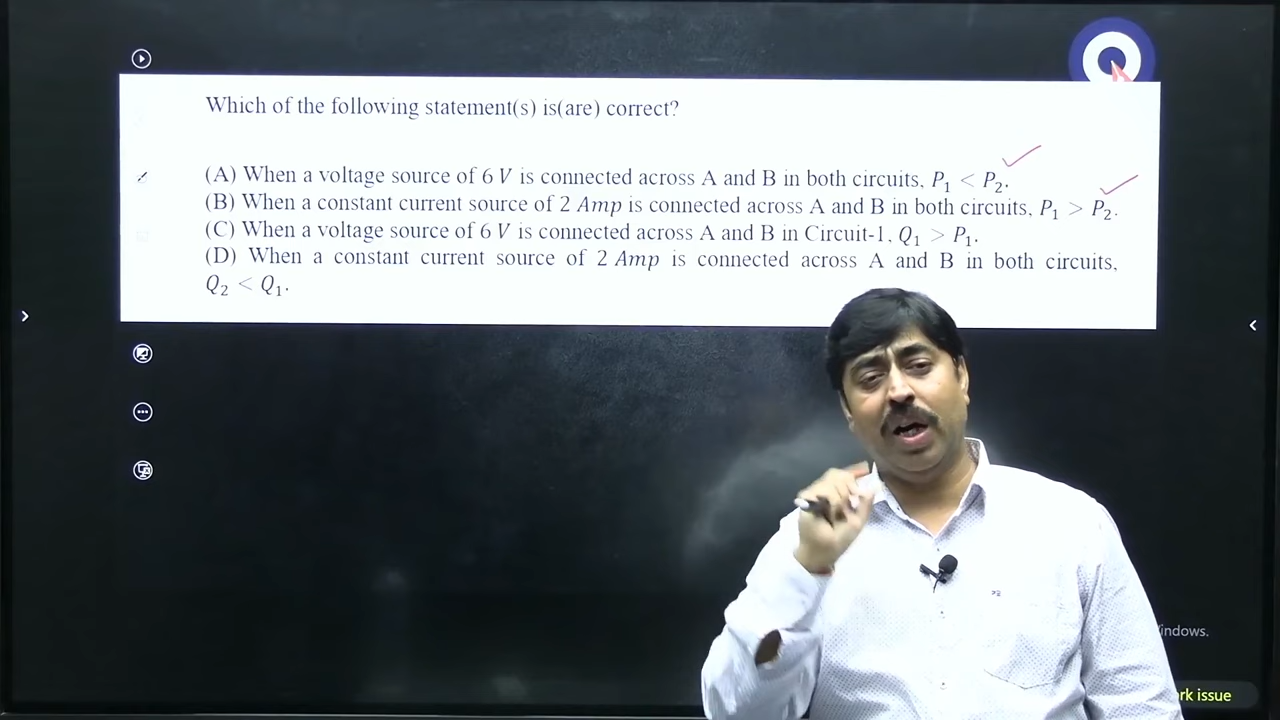 Which of the following statement(s) is(are) correct?
(A) When a voltage source of 6 V is connected across A and B in both circuits, P₁ < P₂.
(B) When a constant current source of 2 Amp is connected across A and B in both circuits, P₁ > P₂.
(C) When a voltage source of 6 V is connected across A and B in Circuit-1, Q₁ > P₁.
(D) When a constant current source of 2 Amp is connected across A and B in both circuits,
Q₂ < Q₁.
indows.
rk issue